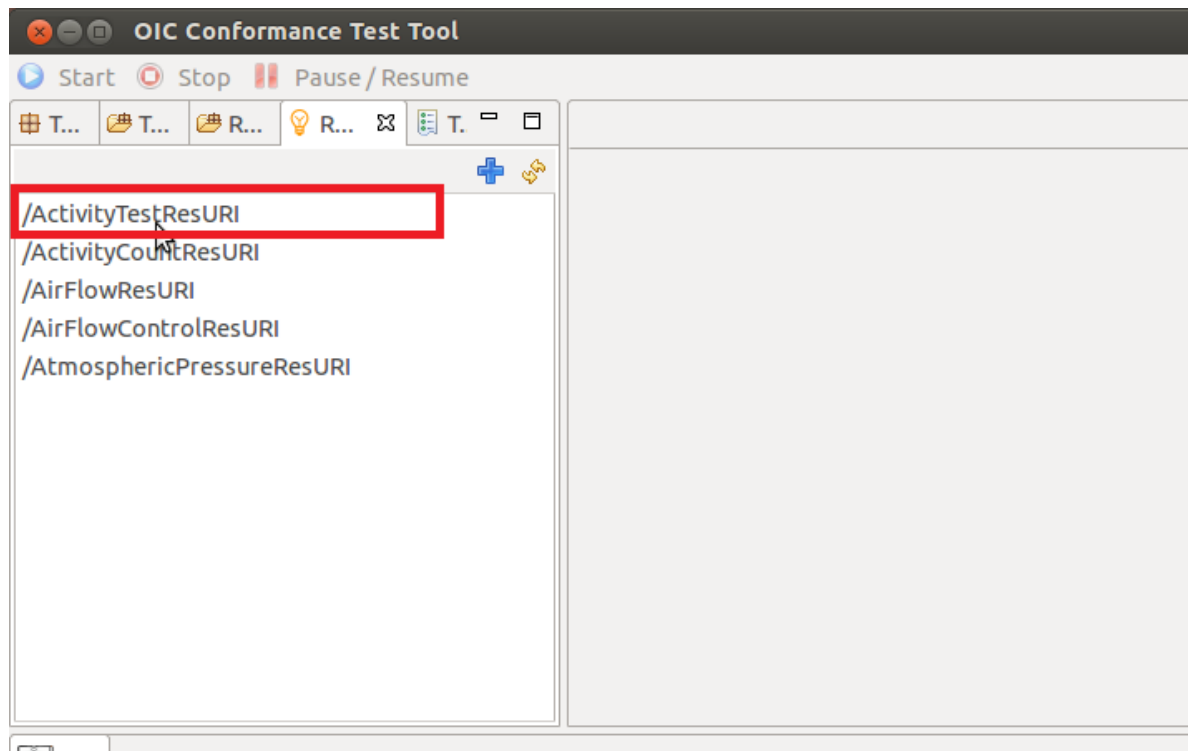 OIC Conformance Test Tool
Start Stop Pause / Resume
T... T... R... R... T.
/ActivityTestResURI
/ActivityCountResURI
/AirFlowResURI
/AirFlowControlResURI
/AtmosphericPressureResURI